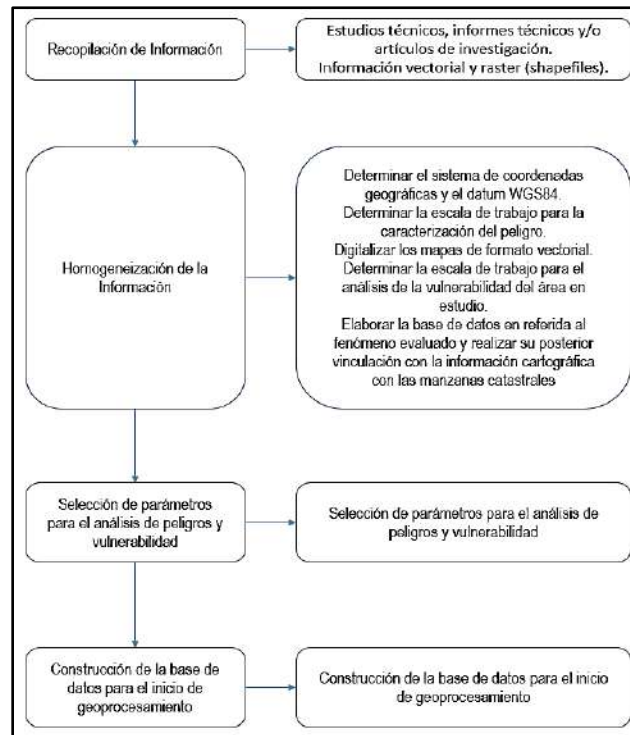 Recopilación de Información
Estudios técnicos, informes técnicos y/o
artículos de investigación.
Información vectorial y raster (shapefiles).
Homogeneización de la
Información
Determinar el sistema de coordenadas
geográficas y el datum WGS84.
Determinar la escala de trabajo para la
caracterización del peligro.
Digitalizar los mapas de formato vectorial.
Determinar la escala de trabajo para el
análisis de la vulnerabilidad del área en
estudio.
Elaborar la base de datos en referida al
fenómeno evaluado y realizar su posterior
vinculación con la información cartográfica
con las manzanas catastrales
Selección de parámetros
para el análisis de peligros y
vulnerabilidad
Selección de parámetros para el análisis de
peligros y vulnerabilidad
Construcción de la base de
datos para el inicio de
geoprocesamiento
Construcción de la base de datos para el inicio
de geoprocesamiento